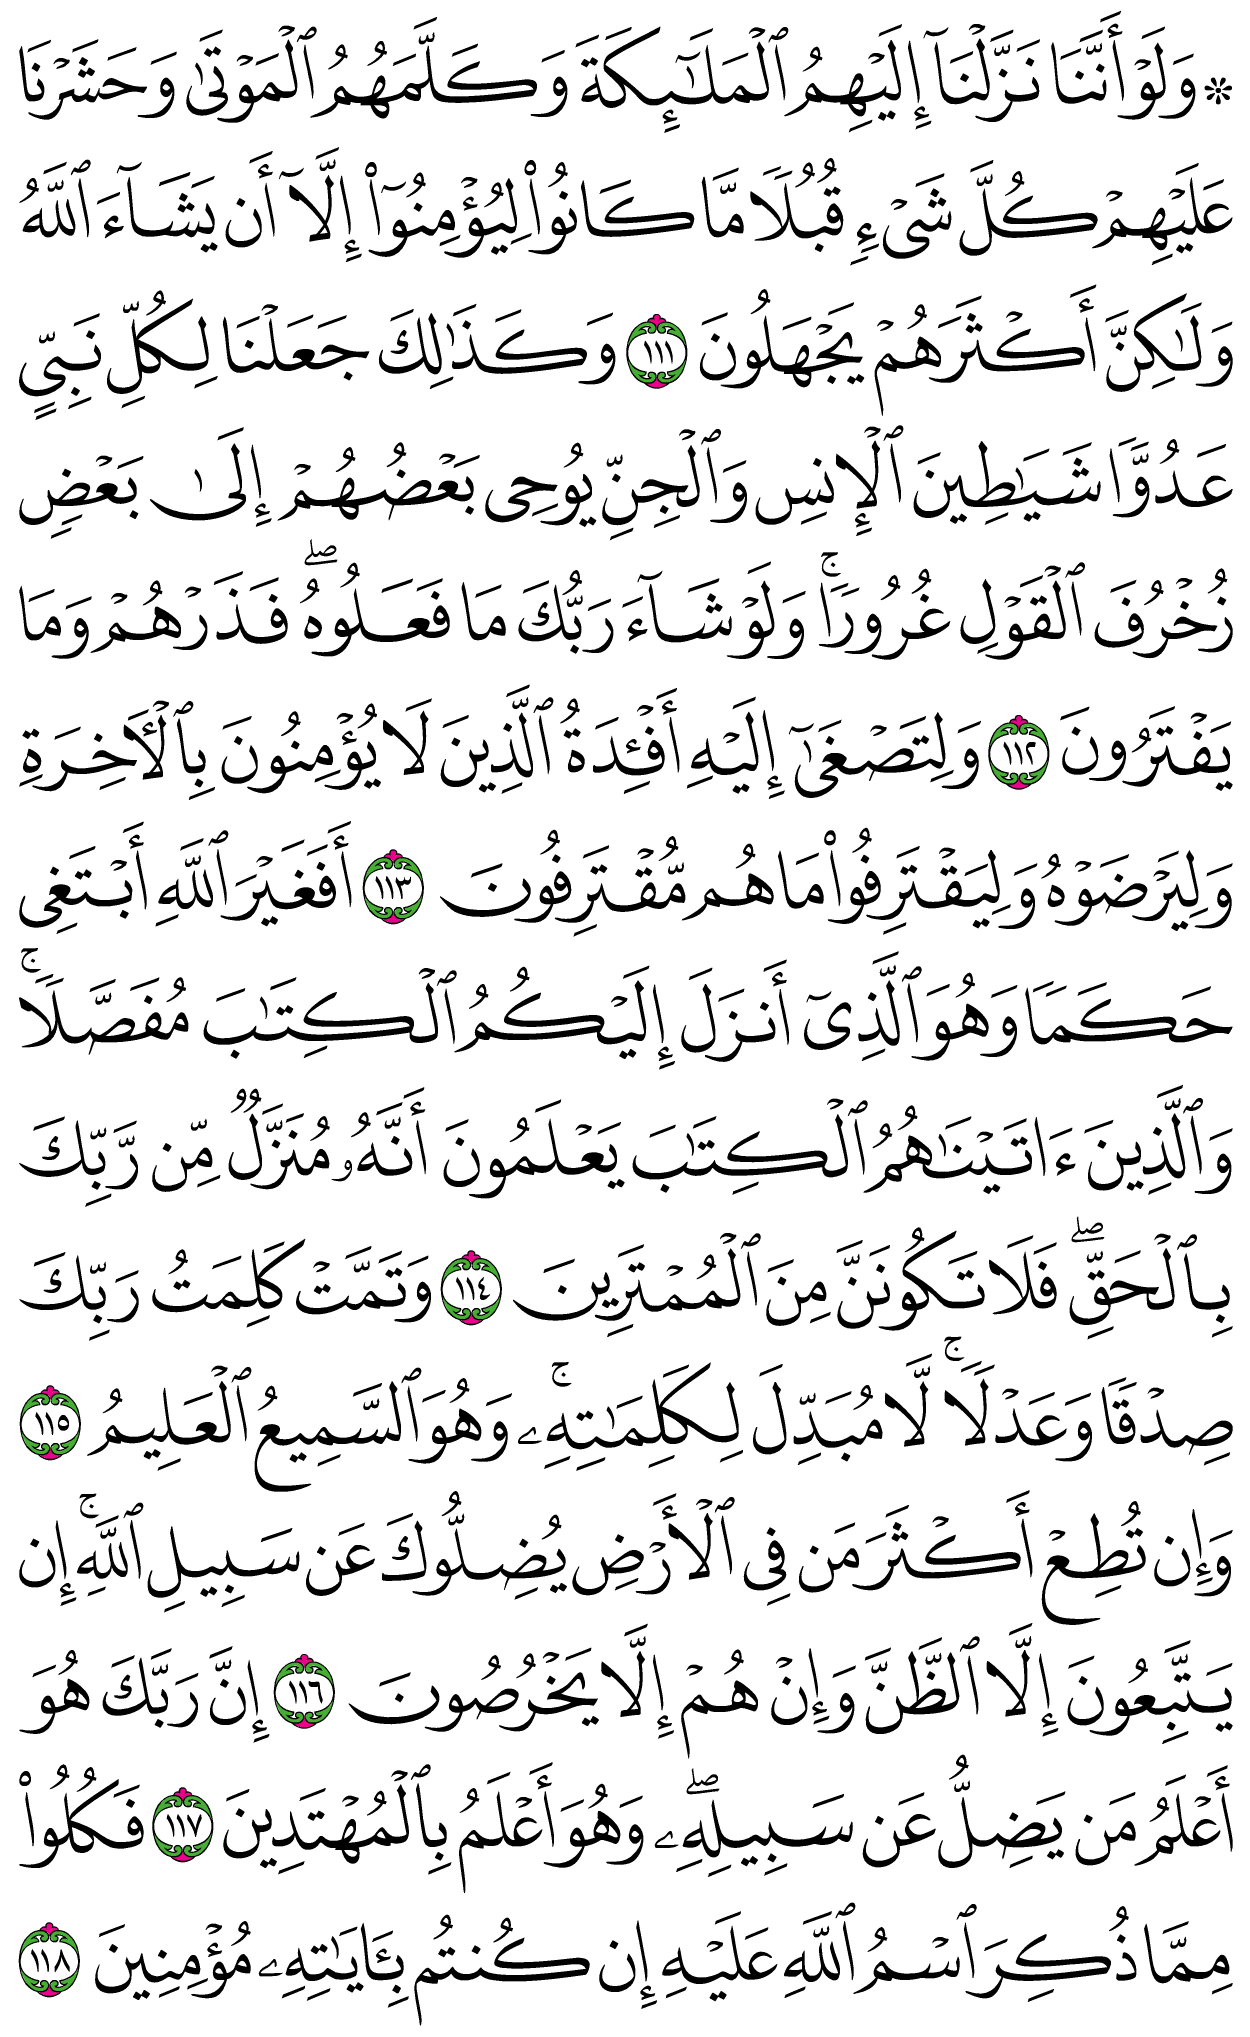 ۞ وَلَوۡ أَنَّنَا نَزَّلۡنَآ إِلَيۡهِمُ ٱلۡمَلَٰٓئِكَةَ وَكَلَّمَهُمُ ٱلۡمَوۡتَىٰ وَحَشَرۡنَا
عَلَيۡهِمۡ كُلَّ شَيۡءٖ قُبُلٗا مَّا كَانُواْ لِيُؤۡمِنُوٓاْ إِلَّآ أَن يَشَآءَ ٱللَّهُ
وَلَٰكِنَّ أَكۡثَرَهُمۡ يَجۡهَلُونَ ١١١ وَكَذَٰلِكَ جَعَلۡنَا لِكُلِّ نَبِيٍّ
عَدُوّٗا شَيَٰطِينَ ٱلۡإِنسِ وَٱلۡجِنِّ يُوحِي بَعۡضُهُمۡ إِلَىٰ بَعۡضٖ
زُخۡرُفَ ٱلۡقَوۡلِ غُرُورٗاۚ وَلَوۡ شَآءَ رَبُّكَ مَا فَعَلُوهُۖ فَذَرۡهُمۡ وَمَا
يَفۡتَرُونَ ١١٢ وَلِتَصۡغَىٰٓ إِلَيۡهِ أَفۡـِٔدَةُ ٱلَّذِينَ لَا يُؤۡمِنُونَ بِٱلۡأٓخِرَةِ
وَلِيَرۡضَوۡهُ وَلِيَقۡتَرِفُواْ مَا هُم مُّقۡتَرِفُونَ ١١٣ أَفَغَيۡرَ ٱللَّهِ أَبۡتَغِي
حَكَمٗا وَهُوَ ٱلَّذِيٓ أَنزَلَ إِلَيۡكُمُ ٱلۡكِتَٰبَ مُفَصَّلٗاۚ
وَٱلَّذِينَ ءَاتَيۡنَٰهُمُ ٱلۡكِتَٰبَ يَعۡلَمُونَ أَنَّهُۥ مُنَزَّلٞ مِّن رَّبِّكَ
بِٱلۡحَقِّۖ فَلَا تَكُونَنَّ مِنَ ٱلۡمُمۡتَرِينَ ١١٤ وَتَمَّتۡ كَلِمَتُ رَبِّكَ
صِدۡقٗا وَعَدۡلٗاۚ لَّا مُبَدِّلَ لِكَلِمَٰتِهِۦۚ وَهُوَ ٱلسَّمِيعُ ٱلۡعَلِيمُ ١١٥
وَإِن تُطِعۡ أَكۡثَرَ مَن فِي ٱلۡأَرۡضِ يُضِلُّوكَ عَن سَبِيلِ ٱللَّهِۚ إِن
يَتَّبِعُونَ إِلَّا ٱلظَّنَّ وَإِنۡ هُمۡ إِلَّا يَخۡرُصُونَ ١١٦ إِنَّ رَبَّكَ هُوَ
أَعۡلَمُ مَن يَضِلُّ عَن سَبِيلِهِۦۖ وَهُوَ أَعۡلَمُ بِٱلۡمُهۡتَدِينَ ١١٧ فَكُلُواْ
مِمَّا ذُكِرَ ٱسۡمُ ٱللَّهِ عَلَيۡهِ إِن كُنتُم بِـَٔايَٰتِهِۦ مُؤۡمِنِينَ ١١٨